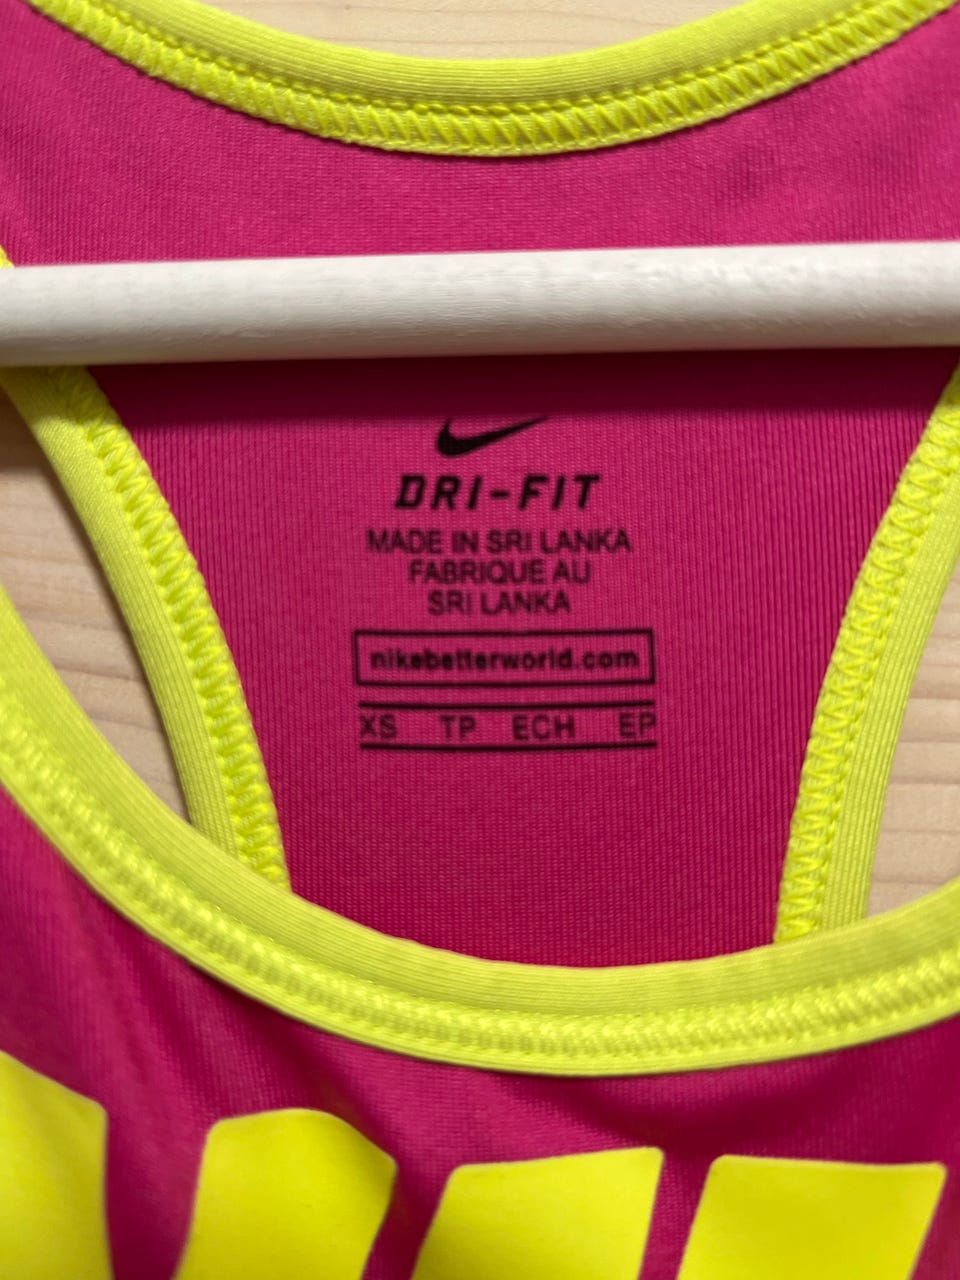 DRI-FIT
MADE IN SRI LANKA
FABRIQUE AU
SRI LANKA
nikebetterworld.com
XS TP ECH EP